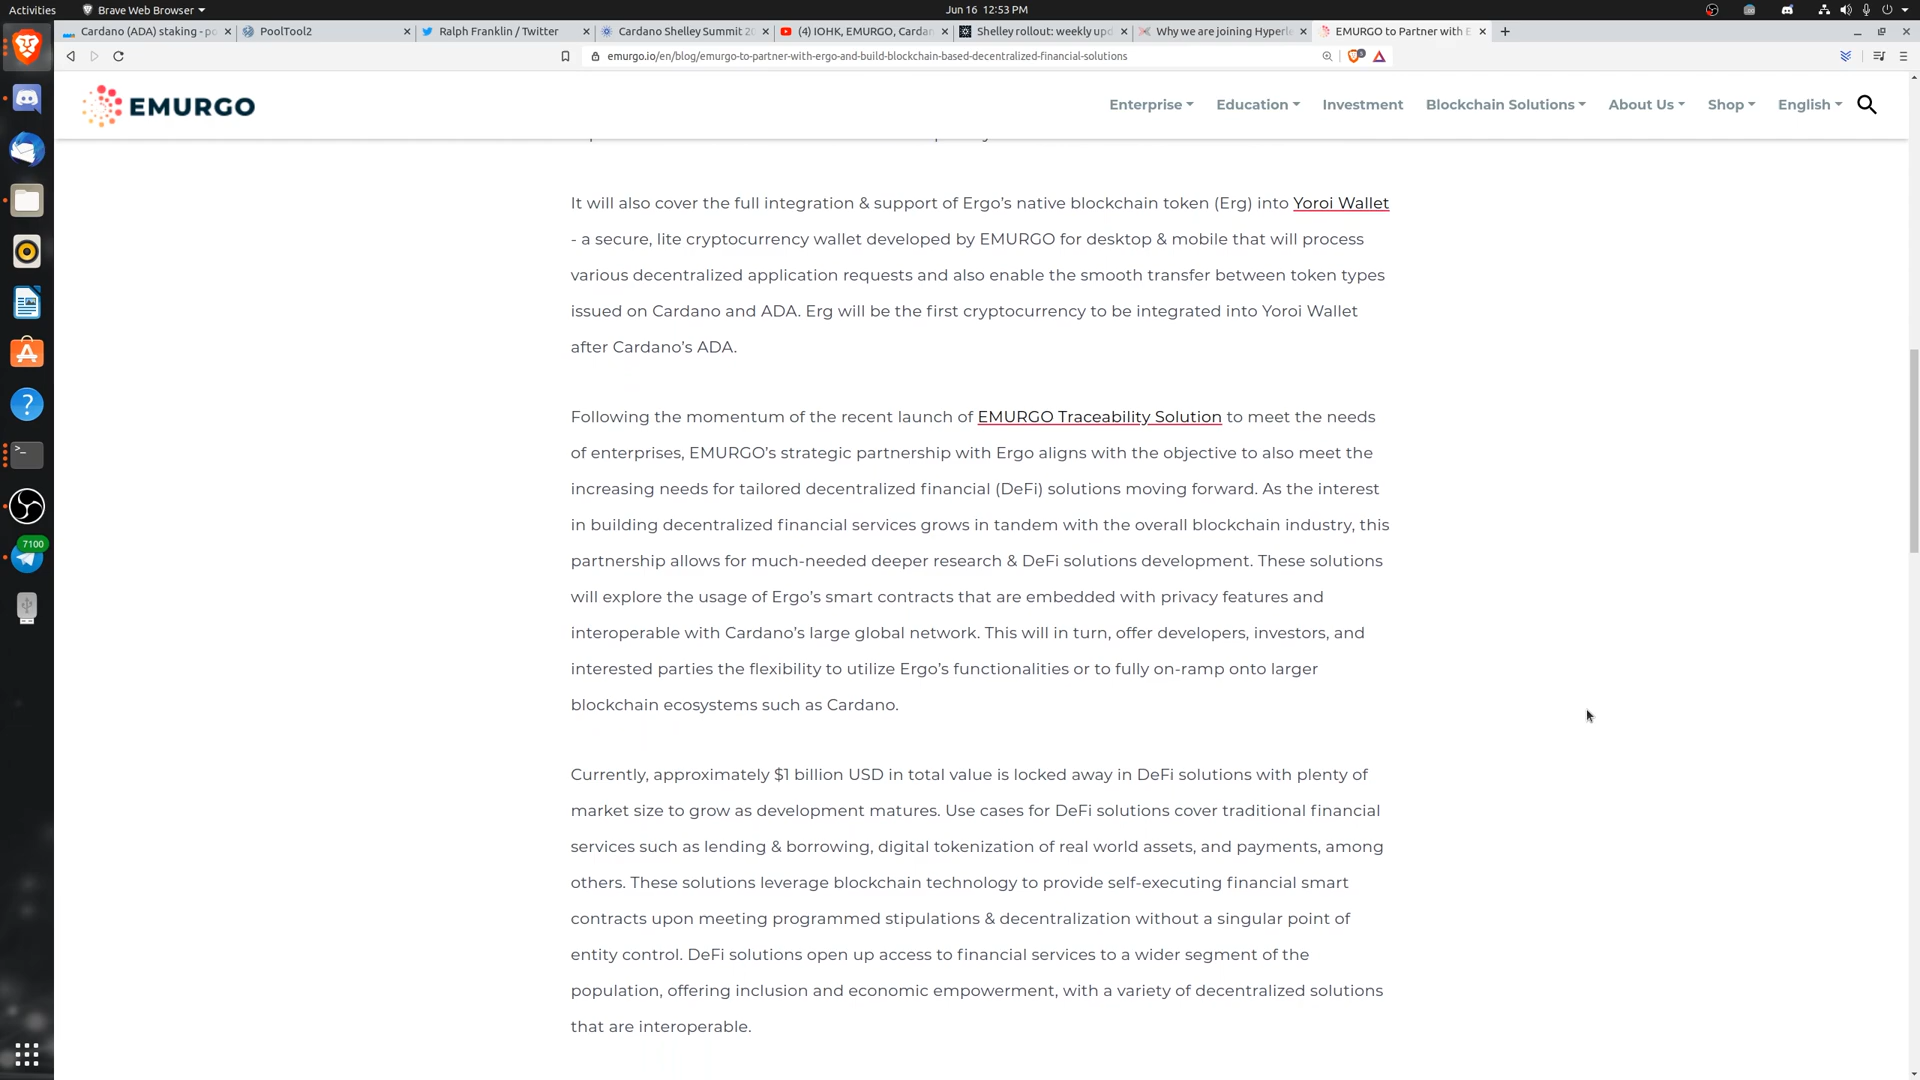 Activities
Brave Web Browser
Jun 16 12:53 PM
Cardano (ADA) staking - po
PoolTool2
Ralph Franklin / Twitter
Cardano Shelley Summit 2
(4) IOHK, EMURGO, Cardan
Shelley rollout: weekly upd
Why we are joining Hyperle
EMURGO to Partner with E
emurgo.io/en/blog/emurgo-to-partner-with-ergo-and-build-blockchain-based-decentralized-financial-solutions
EMURGO
Enterprise
Education
Investment
Blockchain Solutions
About Us
Shop
English
It will also cover the full integration & support of Ergo’s native blockchain token (Erg) into Yoroi Wallet
- a secure, lite cryptocurrency wallet developed by EMURGO for desktop & mobile that will process
various decentralized application requests and also enable the smooth transfer between token types
issued on Cardano and ADA. Erg will be the first cryptocurrency to be integrated into Yoroi Wallet
after Cardano’s ADA.
Following the momentum of the recent launch of EMURGO Traceability Solution to meet the needs
of enterprises, EMURGO’s strategic partnership with Ergo aligns with the objective to also meet the
increasing needs for tailored decentralized financial (DeFi) solutions moving forward. As the interest
in building decentralized financial services grows in tandem with the overall blockchain industry, this
partnership allows for much-needed deeper research & DeFi solutions development. These solutions
will explore the usage of Ergo’s smart contracts that are embedded with privacy features and
interoperable with Cardano’s large global network. This will in turn, offer developers, investors, and
interested parties the flexibility to utilize Ergo’s functionalities or to fully on-ramp onto larger
blockchain ecosystems such as Cardano.
Currently, approximately $1 billion USD in total value is locked away in DeFi solutions with plenty of
market size to grow as development matures. Use cases for DeFi solutions cover traditional financial
services such as lending & borrowing, digital tokenization of real world assets, and payments, among
others. These solutions leverage blockchain technology to provide self-executing financial smart
contracts upon meeting programmed stipulations & decentralization without a singular point of
entity control. DeFi solutions open up access to financial services to a wider segment of the
population, offering inclusion and economic empowerment, with a variety of decentralized solutions
that are interoperable.
7100